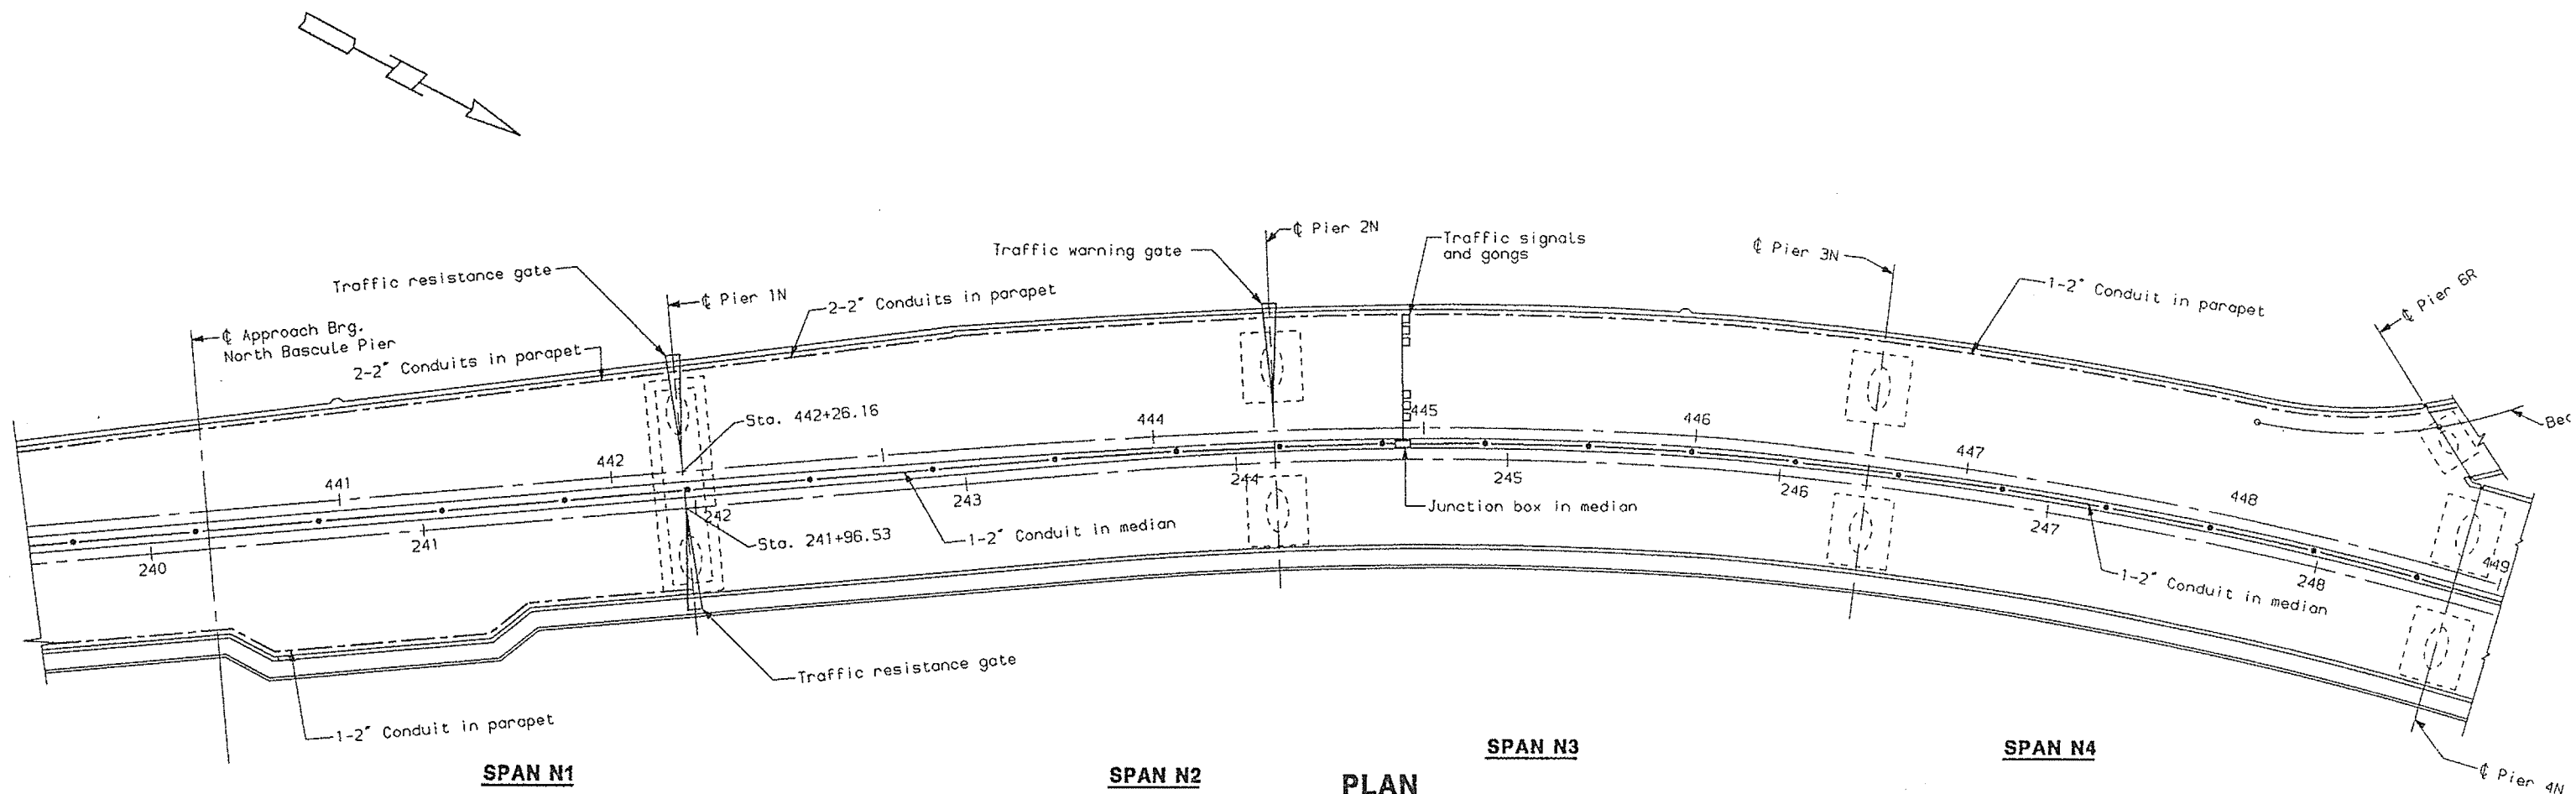 ℄ Pier 2N
Traffic signals
and gongs
Traffic warning gate
℄ Pier 3N
Traffic resistance gate
℄ Pier 1N
2-2" Conduits in parapet
1-2" Conduit in parapet
℄ Pier 6R
℄ Approach Brg.
North Bascule Pier
2-2" Conduits in parapet
Sta. 442+26.16
441
442
444
445
446
447
448
449
240
241
242
243
244
245
246
247
248
Sta. 241+96.53
1-2" Conduit in median
Junction box in median
1-2" Conduit in median
Traffic resistance gate
1-2" Conduit in parapet
℄ Pier 4N
SPAN N1
SPAN N2
SPAN N3
SPAN N4
PLAN